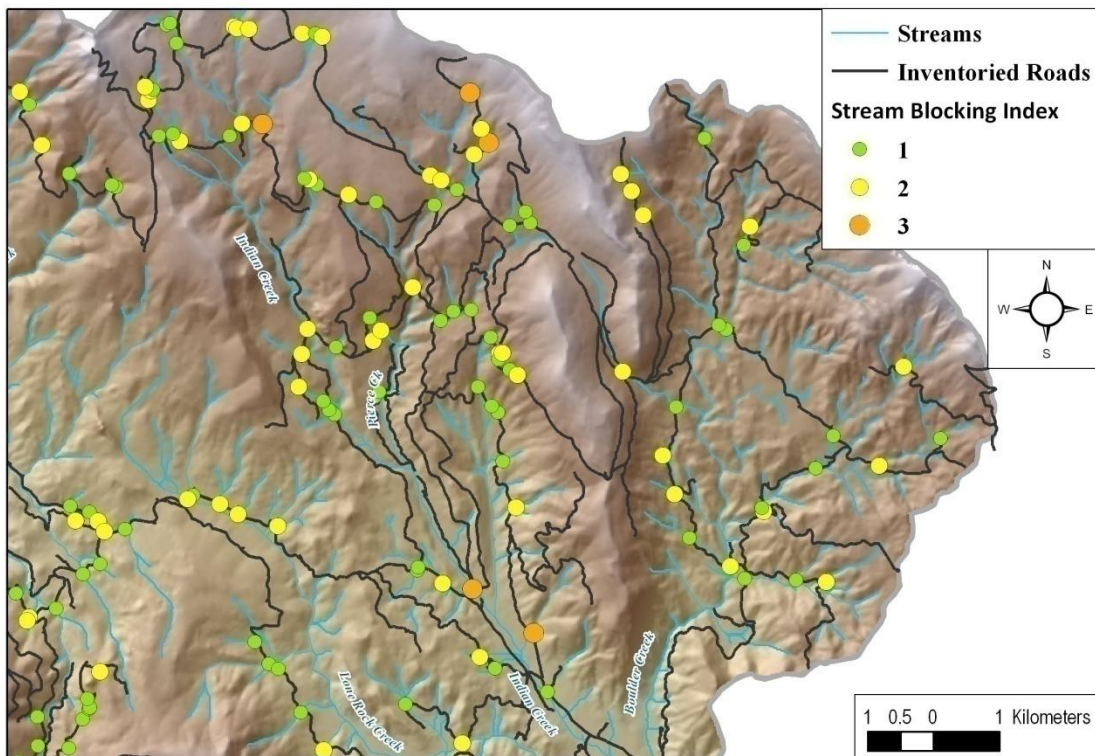 Streams
Inventoried Roads
Stream Blocking Index
1
2
3
N
W E
S
Indian Creek
Pierce Ck
Lone Rock Creek
Indian Creek
Boulder Creek
1 0.5 0 1 Kilometers